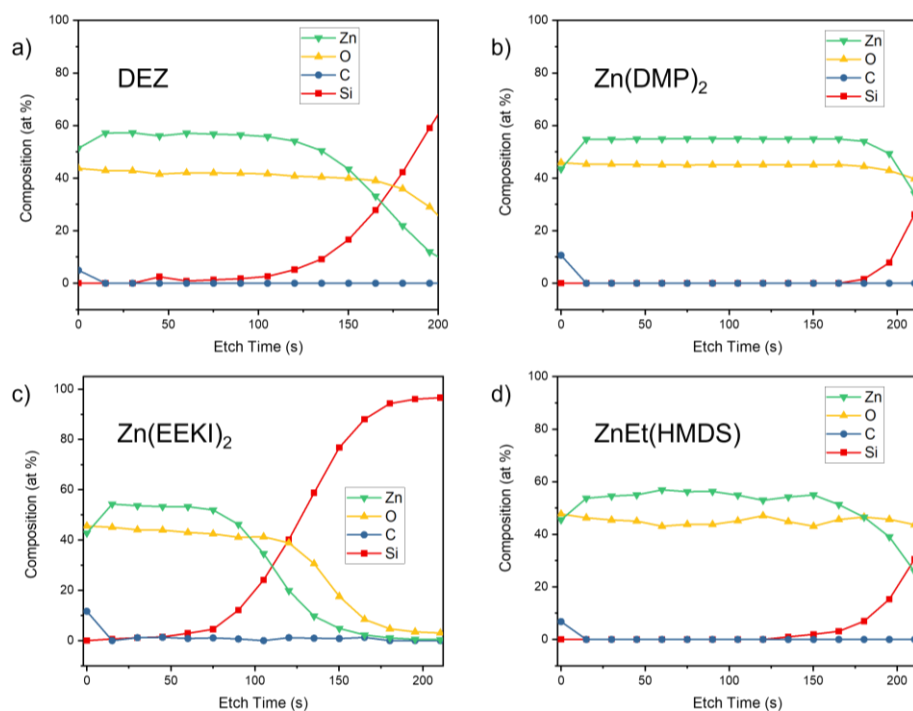 a)
DEZ
Zn
O
C
Si
Composition (at %)
100
80
60
40
20
0
0
50
100
150
200
Etch Time (s)
b)
Zn(DMP)₂
Zn
O
C
Si
Composition (at %)
100
80
60
40
20
0
0
50
100
150
200
Etch Time (s)
c)
Zn(EEKI)₂
Zn
O
C
Si
Composition (at %)
100
80
60
40
20
0
0
50
100
150
200
Etch Time (s)
d)
ZnEt(HMDS)
Zn
O
C
Si
Composition (at %)
100
80
60
40
20
0
0
50
100
150
200
Etch Time (s)